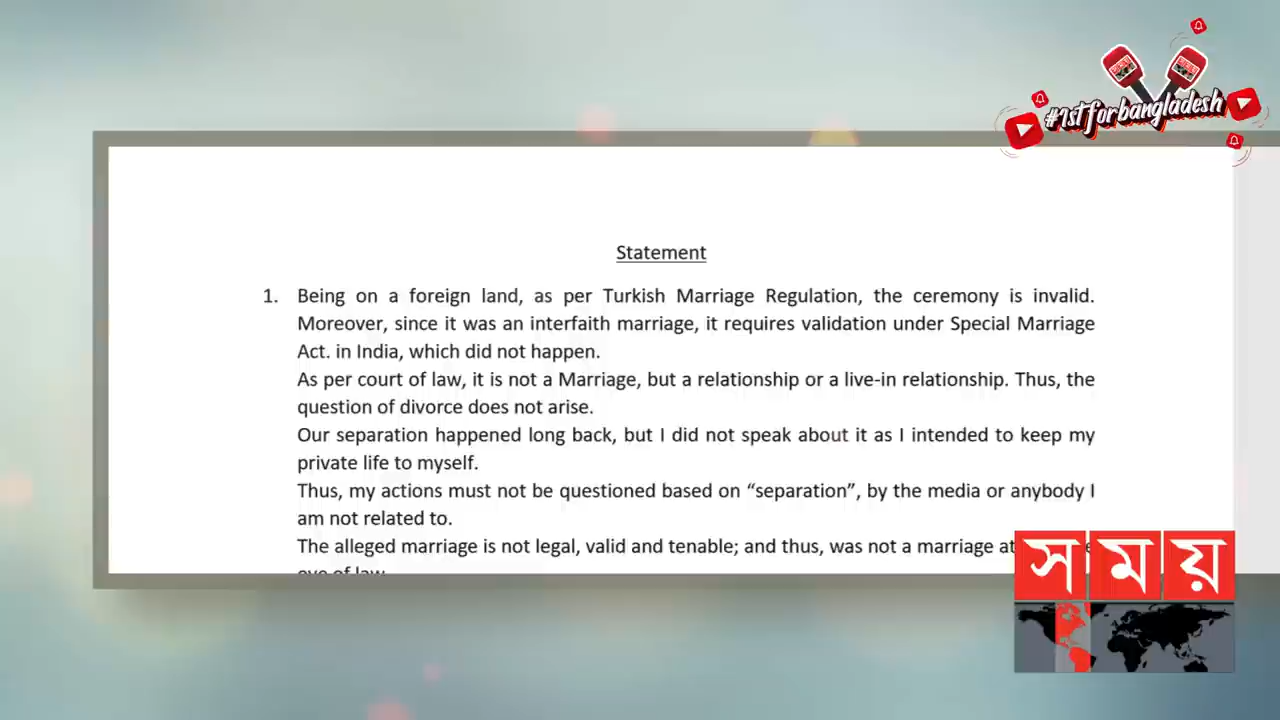 #1stforbangladesh
Statement
1. Being on a foreign land, as per Turkish Marriage Regulation, the ceremony is invalid.
Moreover, since it was an interfaith marriage, it requires validation under Special Marriage
Act. in India, which did not happen.
As per court of law, it is not a Marriage, but a relationship or a live-in relationship. Thus, the
question of divorce does not arise.
Our separation happened long back, but I did not speak about it as I intended to keep my
private life to myself.
Thus, my actions must not be questioned based on “separation”, by the media or anybody I
am not related to.
The alleged marriage is not legal, valid and tenable; and thus, was not a marriage at
eye of law
সময়